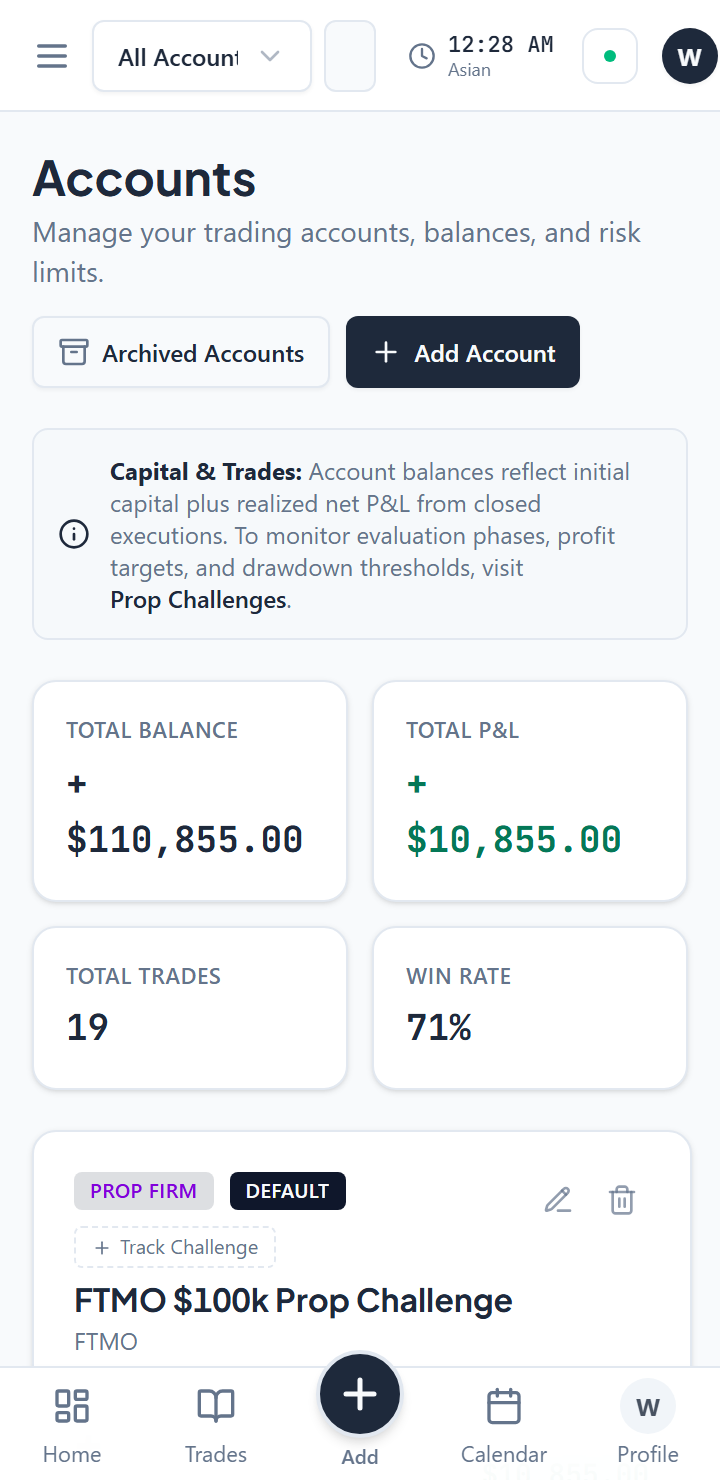 All Account
12:28 AM
Asian
W
Accounts
Manage your trading accounts, balances, and risk
limits.
Archived Accounts
+ Add Account
Capital & Trades: Account balances reflect initial
capital plus realized net P&L from closed
executions. To monitor evaluation phases, profit
targets, and drawdown thresholds, visit
Prop Challenges.
TOTAL BALANCE
+
$110,855.00
TOTAL P&L
+
$10,855.00
TOTAL TRADES
19
WIN RATE
71%
PROP FIRM
DEFAULT
+ Track Challenge
FTMO $100k Prop Challenge
FTMO
Home
Trades
Add
Calendar
W
Profile